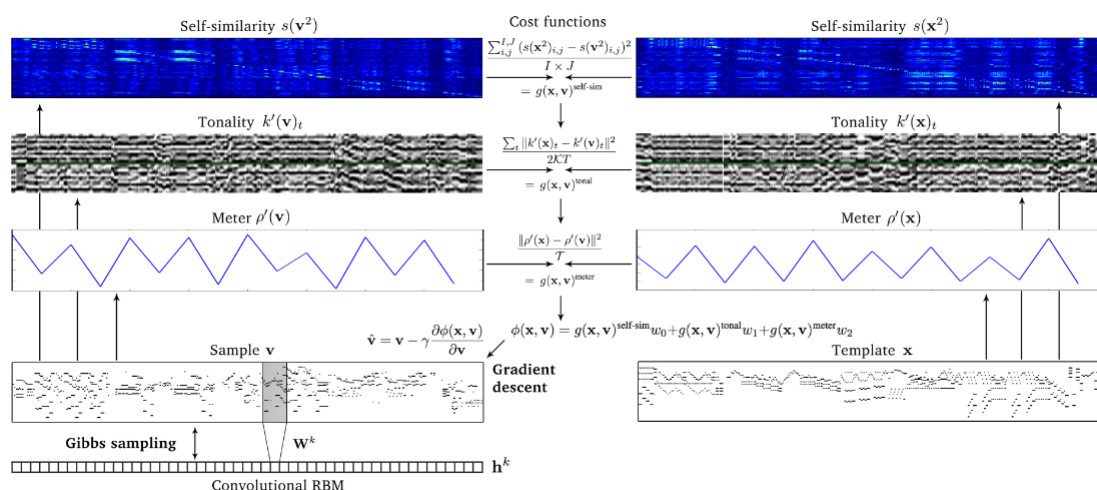 Self-similarity s(v²)
Cost functions
Self-similarity s(x²)
∑_{i,j}^{I,J} (s(x²)_{i,j} − s(v²)_{i,j})²
I × J
= g(x, v)^{self-sim}
Tonality k′(v)_t
Tonality k′(x)_t
∑_t ||k′(x)_t − k′(v)_t||²
2KT
= g(x, v)^{tonal}
Meter ρ′(v)
Meter ρ′(x)
‖ρ′(x) − ρ′(v)‖²
T
= g(x, v)^{meter}
v̂ = v − γ ∂φ(x, v)/∂v
φ(x, v) = g(x, v)^{self-sim}w₀+g(x, v)^{tonal}w₁+g(x, v)^{meter}w₂
Sample v
Gradient
descent
Template x
Gibbs sampling
W^k
h^k
Convolutional RBM